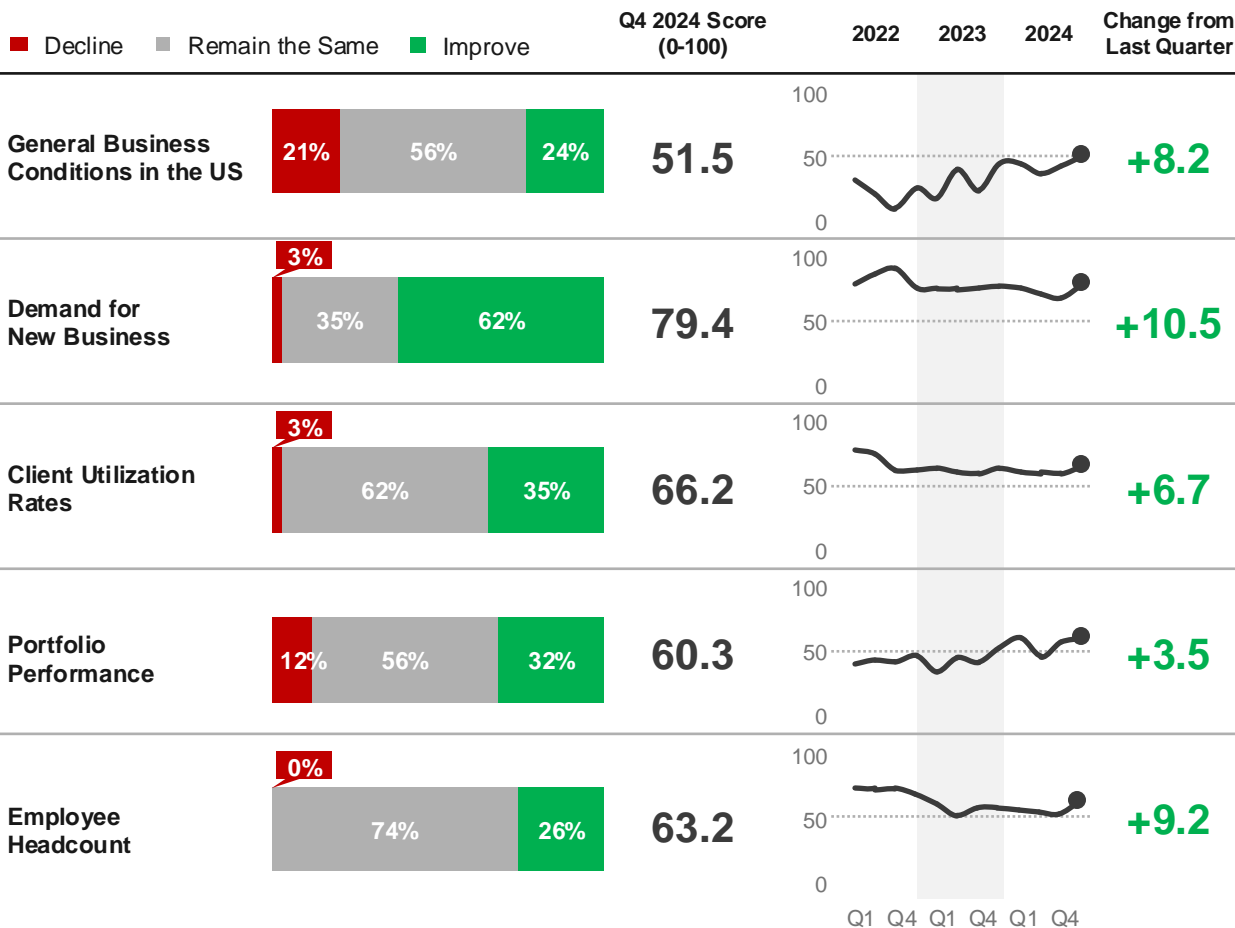 Decline Remain the Same Improve
Q4 2024 Score
(0-100)
2022 2023 2024
Change from
Last Quarter
General Business
Conditions in the US
21% 56% 24%
51.5
100
50
0
+8.2
Demand for
New Business
3%
35% 62%
79.4
100
50
0
+10.5
Client Utilization
Rates
3%
62% 35%
66.2
100
50
0
+6.7
Portfolio
Performance
12% 56% 32%
60.3
100
50
0
+3.5
Employee
Headcount
0%
74% 26%
63.2
100
50
0
+9.2
Q1 Q4 Q1 Q4 Q1 Q4